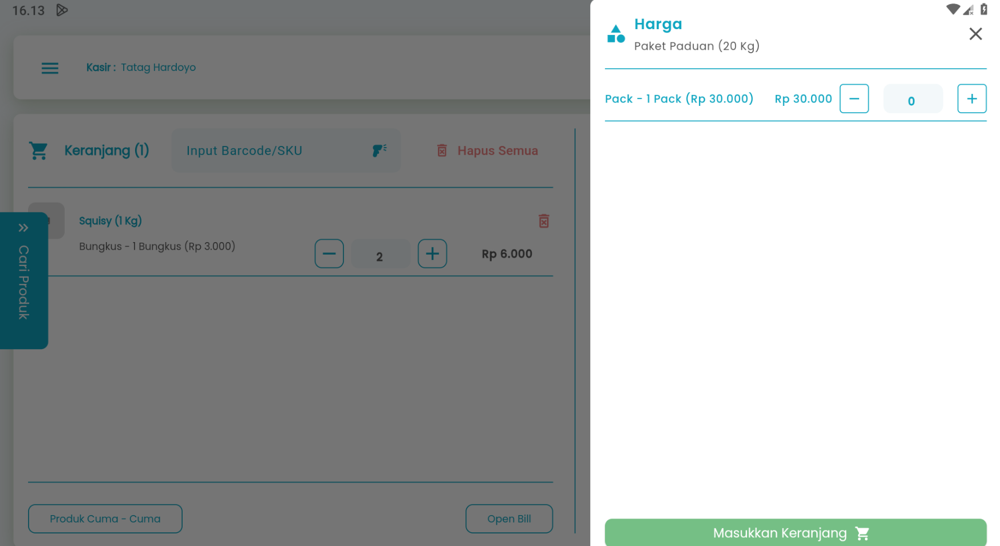 16.13
Kasir : Tatag Hardoyo
Keranjang (1)
Input Barcode/SKU
Hapus Semua
Squisy (1 Kg)
Bungkus - 1 Bungkus (Rp 3.000)
2
Rp 6.000
Cari Produk
Produk Cuma - Cuma
Open Bill
Harga
Paket Paduan (20 Kg)
Pack - 1 Pack (Rp 30.000)
Rp 30.000
0
Masukkan Keranjang